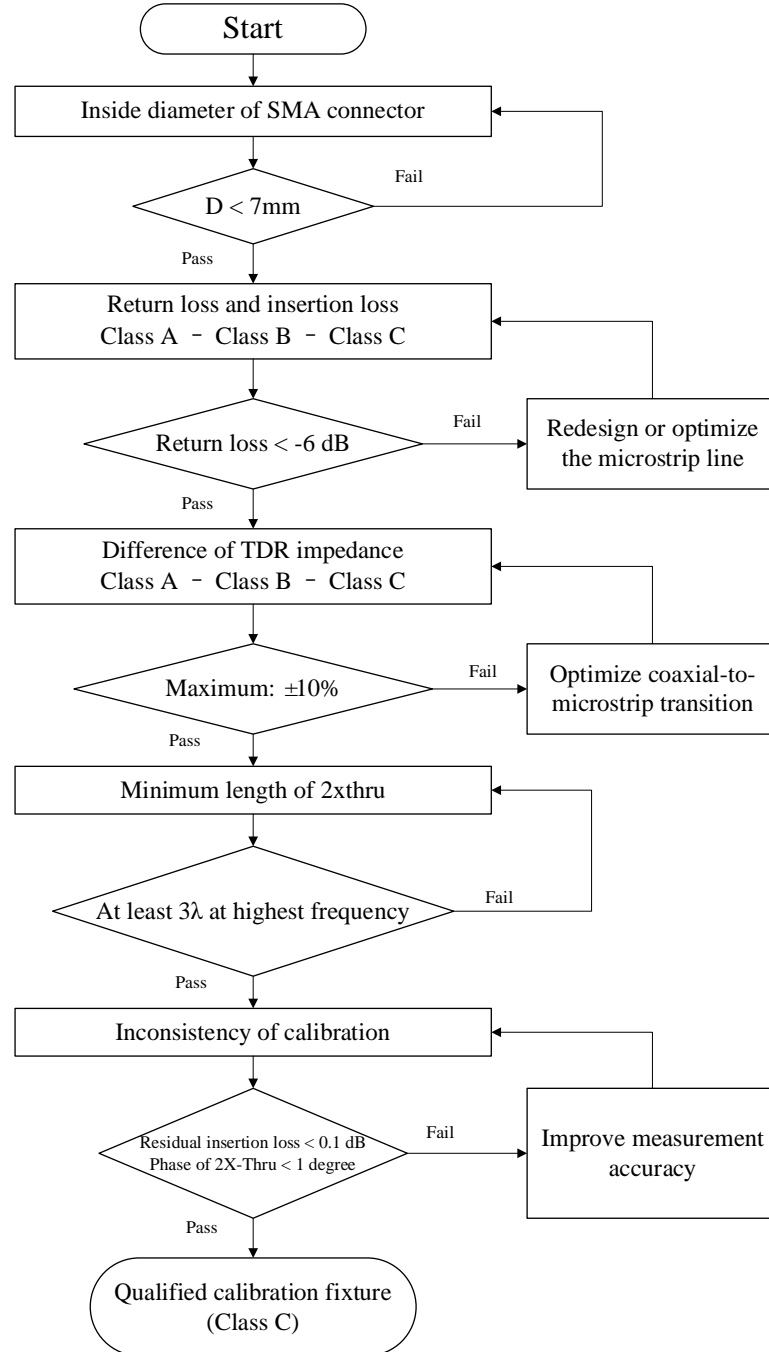 Start
Inside diameter of SMA connector
Fail
D < 7mm
Pass
Return loss and insertion loss
Class A - Class B - Class C
Fail
Return loss < -6 dB
Redesign or optimize
the microstrip line
Pass
Difference of TDR impedance
Class A - Class B - Class C
Fail
Maximum: ±10%
Optimize coaxial-to-
microstrip transition
Pass
Minimum length of 2xthru
At least 3λ at highest frequency
Fail
Pass
Inconsistency of calibration
Residual insertion loss < 0.1 dB
Phase of 2X-Thru < 1 degree
Fail
Improve measurement
accuracy
Pass
Qualified calibration fixture
(Class C)